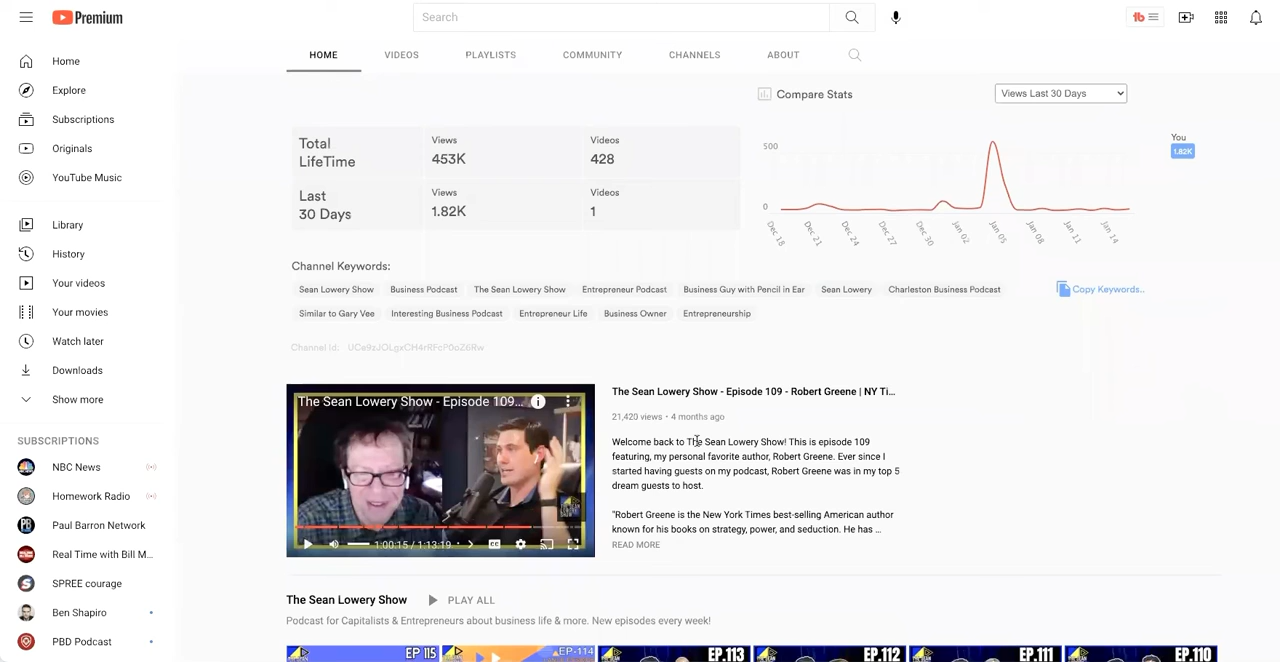 Premium
Search
HOME VIDEOS PLAYLISTS COMMUNITY CHANNELS ABOUT
Home
Explore
Subscriptions
Originals
YouTube Music
Library
History
Your videos
Your movies
Watch later
Downloads
Show more
SUBSCRIPTIONS
NBC News
Homework Radio
Paul Barron Network
Real Time with Bill M...
SPREE courage
Ben Shapiro
PBD Podcast
Compare Stats
Views Last 30 Days
Total LifeTime
Views
453K
Videos
428
Last 30 Days
Views
1.82K
Videos
1
500
0
Dec 18 Dec 21 Dec 24 Dec 27 Dec 30 Jan 02 Jan 05 Jan 08 Jan 11 Jan 14
You
1.82K
Channel Keywords:
Sean Lowery Show Business Podcast The Sean Lowery Show Entrepreneur Podcast Business Guy with Pencil in Ear Sean Lowery Charleston Business Podcast
Similar to Gary Vee Interesting Business Podcast Entrepreneur Life Business Owner Entrepreneurship
Copy Keywords..
Channel Id:
The Sean Lowery Show - Episode 109...
1:00:15 / 1:13:19
The Sean Lowery Show - Episode 109 - Robert Greene | NY Ti...
21,420 views • 4 months ago
Welcome back to The Sean Lowery Show! This is episode 109
featuring, my personal favorite author, Robert Greene. Ever since I
started having guests on my podcast, Robert Greene was in my top 5
dream guests to host.
"Robert Greene is the New York Times best-selling American author
known for his books on strategy, power, and seduction. He has ...
READ MORE
The Sean Lowery Show PLAY ALL
Podcast for Capitalists & Entrepreneurs about business life & more. New episodes every week!
EP 115 EP-114 EP.113 EP.112 EP.111 EP.110